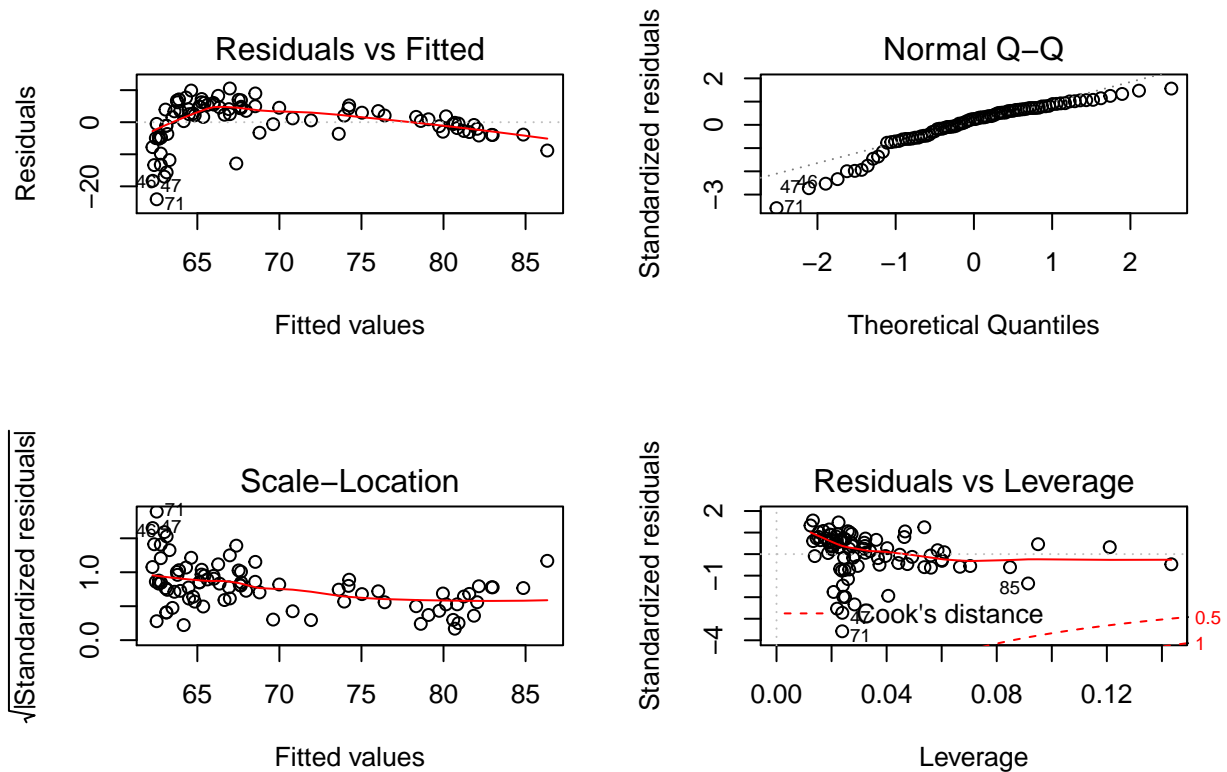 Residuals vs Fitted
Residuals
0
−20
46
47
71
65 70 75 80 85
Fitted values
Normal Q−Q
Standardized residuals
2
0
−3
47
46
71
−2 −1 0 1 2
Theoretical Quantiles
Scale−Location
√|Standardized residuals|
1.0
0.0
71
46
47
65 70 75 80 85
Fitted values
Residuals vs Leverage
Standardized residuals
2
−1
−4
85
Cook's distance
47
71
0.5
1
0.00 0.04 0.08 0.12
Leverage